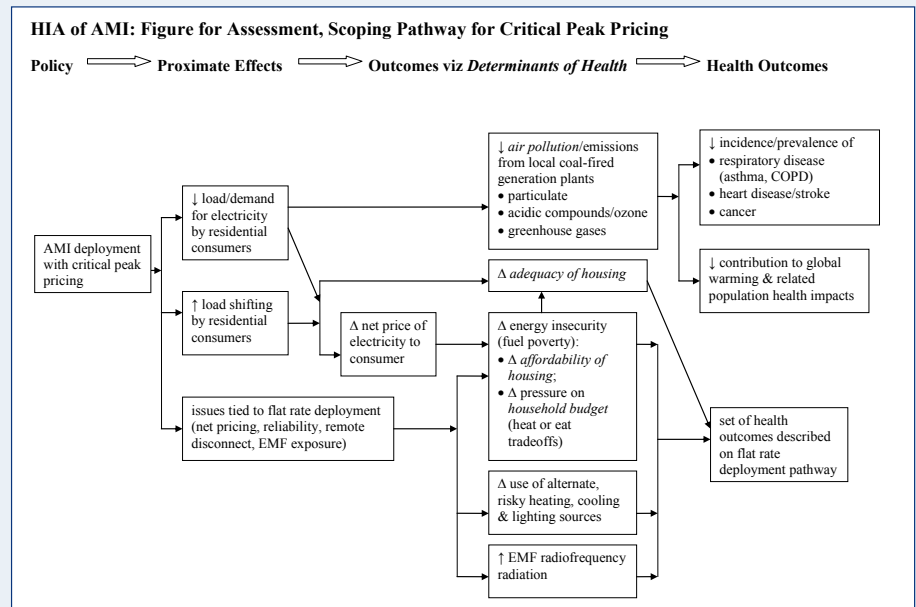 HIA of AMI: Figure for Assessment, Scoping Pathway for Critical Peak Pricing
Policy
Proximate Effects
Outcomes viz Determinants of Health
Health Outcomes
AMI deployment
with critical peak
pricing
↓ load/demand
for electricity
by residential
consumers
↑ load shifting
by residential
consumers
issues tied to flat rate deployment
(net pricing, reliability, remote
disconnect, EMF exposure)
Δ net price of
electricity to
consumer
↓ air pollution/emissions
from local coal-fired
generation plants
• particulate
• acidic compounds/ozone
• greenhouse gases
Δ adequacy of housing
Δ energy insecurity
(fuel poverty):
• Δ affordability of
housing;
• Δ pressure on
household budget
(heat or eat
tradeoffs)
Δ use of alternate,
risky heating, cooling
& lighting sources
↑ EMF radiofrequency
radiation
↓ incidence/prevalence of
• respiratory disease
(asthma, COPD)
• heart disease/stroke
• cancer
↓ contribution to global
warming & related
population health impacts
set of health
outcomes described
on flat rate
deployment pathway